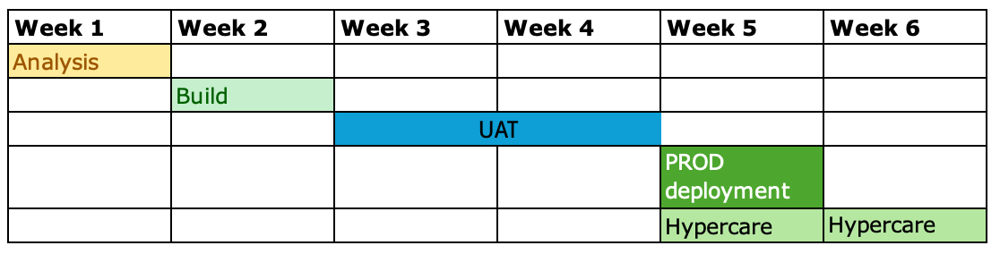 Week 1 Week 2 Week 3 Week 4 Week 5 Week 6
Analysis
Build
UAT
PROD
deployment
Hypercare Hypercare